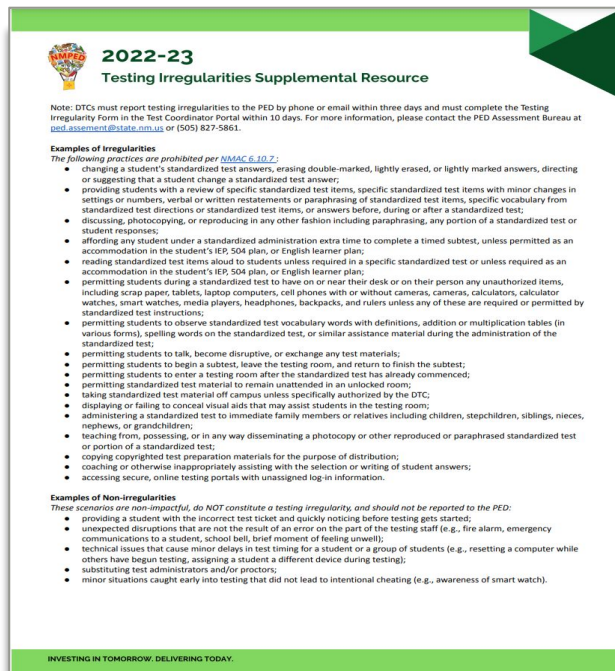 NMPED
2022-23
Testing Irregularities Supplemental Resource
Note: DTCs must report testing irregularities to the PED by phone or email within three days and must complete the Testing
Irregularity Form in the Test Coordinator Portal within 10 days. For more information, please contact the PED Assessment Bureau at
ped.assement@state.nm.us or (505) 827-5861.
Examples of Irregularities
The following practices are prohibited per NMAC 6.10.7 :
● changing a student's standardized test answers, erasing double-marked, lightly erased, or lightly marked answers, directing
or suggesting that a student change a standardized test answer;
● providing students with a review of specific standardized test items, specific standardized test items with minor changes in
settings or numbers, verbal or written restatements or paraphrasing of standardized test items, specific vocabulary from
standardized test directions or standardized test items, or answers before, during or after a standardized test;
● discussing, photocopying, or reproducing in any other fashion including paraphrasing, any portion of a standardized test or
student responses;
● affording any student under a standardized administration extra time to complete a timed subtest, unless permitted as an
accommodation in the student's IEP, 504 plan, or English learner plan;
● reading standardized test items aloud to students unless required in a specific standardized test or unless required as an
accommodation in the student's IEP, 504 plan, or English learner plan;
● permitting students during a standardized test to have on or near their desk or on their person any unauthorized items,
including scrap paper, tablets, laptop computers, cell phones with or without cameras, cameras, calculators, calculator
watches, smart watches, media players, headphones, backpacks, and rulers unless any of these are required or permitted by
standardized test instructions;
● permitting students to observe standardized test vocabulary words with definitions, addition or multiplication tables (in
various forms), spelling words on the standardized test, or similar assistance material during the administration of the
standardized test;
● permitting students to talk, become disruptive, or exchange any test materials;
● permitting students to begin a subtest, leave the testing room, and return to finish the subtest;
● permitting students to enter a testing room after the standardized test has already commenced;
● permitting standardized test material to remain unattended in an unlocked room;
● taking standardized test material off campus unless specifically authorized by the DTC;
● displaying or failing to conceal visual aids that may assist students in the testing room;
● administering a standardized test to immediate family members or relatives including children, stepchildren, siblings, nieces,
nephews, or grandchildren;
● teaching from, possessing, or in any way disseminating a photocopy or other reproduced or paraphrased standardized test
or portion of a standardized test;
● copying copyrighted test preparation materials for the purpose of distribution;
● coaching or otherwise inappropriately assisting with the selection or writing of student answers;
● accessing secure, online testing portals with unassigned log-in information.
Examples of Non-irregularities
These scenarios are non-impactful, do NOT constitute a testing irregularity, and should not be reported to the PED:
● providing a student with the incorrect test ticket and quickly noticing before testing gets started;
● unexpected disruptions that are not the result of an error on the part of the testing staff (e.g., fire alarm, emergency
communications to a student, school bell, brief moment of feeling unwell);
● technical issues that cause minor delays in test timing for a student or a group of students (e.g., resetting a computer while
others have begun testing, assigning a student a different device during testing);
● substituting test administrators and/or proctors;
● minor situations caught early into testing that did not lead to intentional cheating (e.g., awareness of smart watch).
INVESTING IN TOMORROW. DELIVERING TODAY.